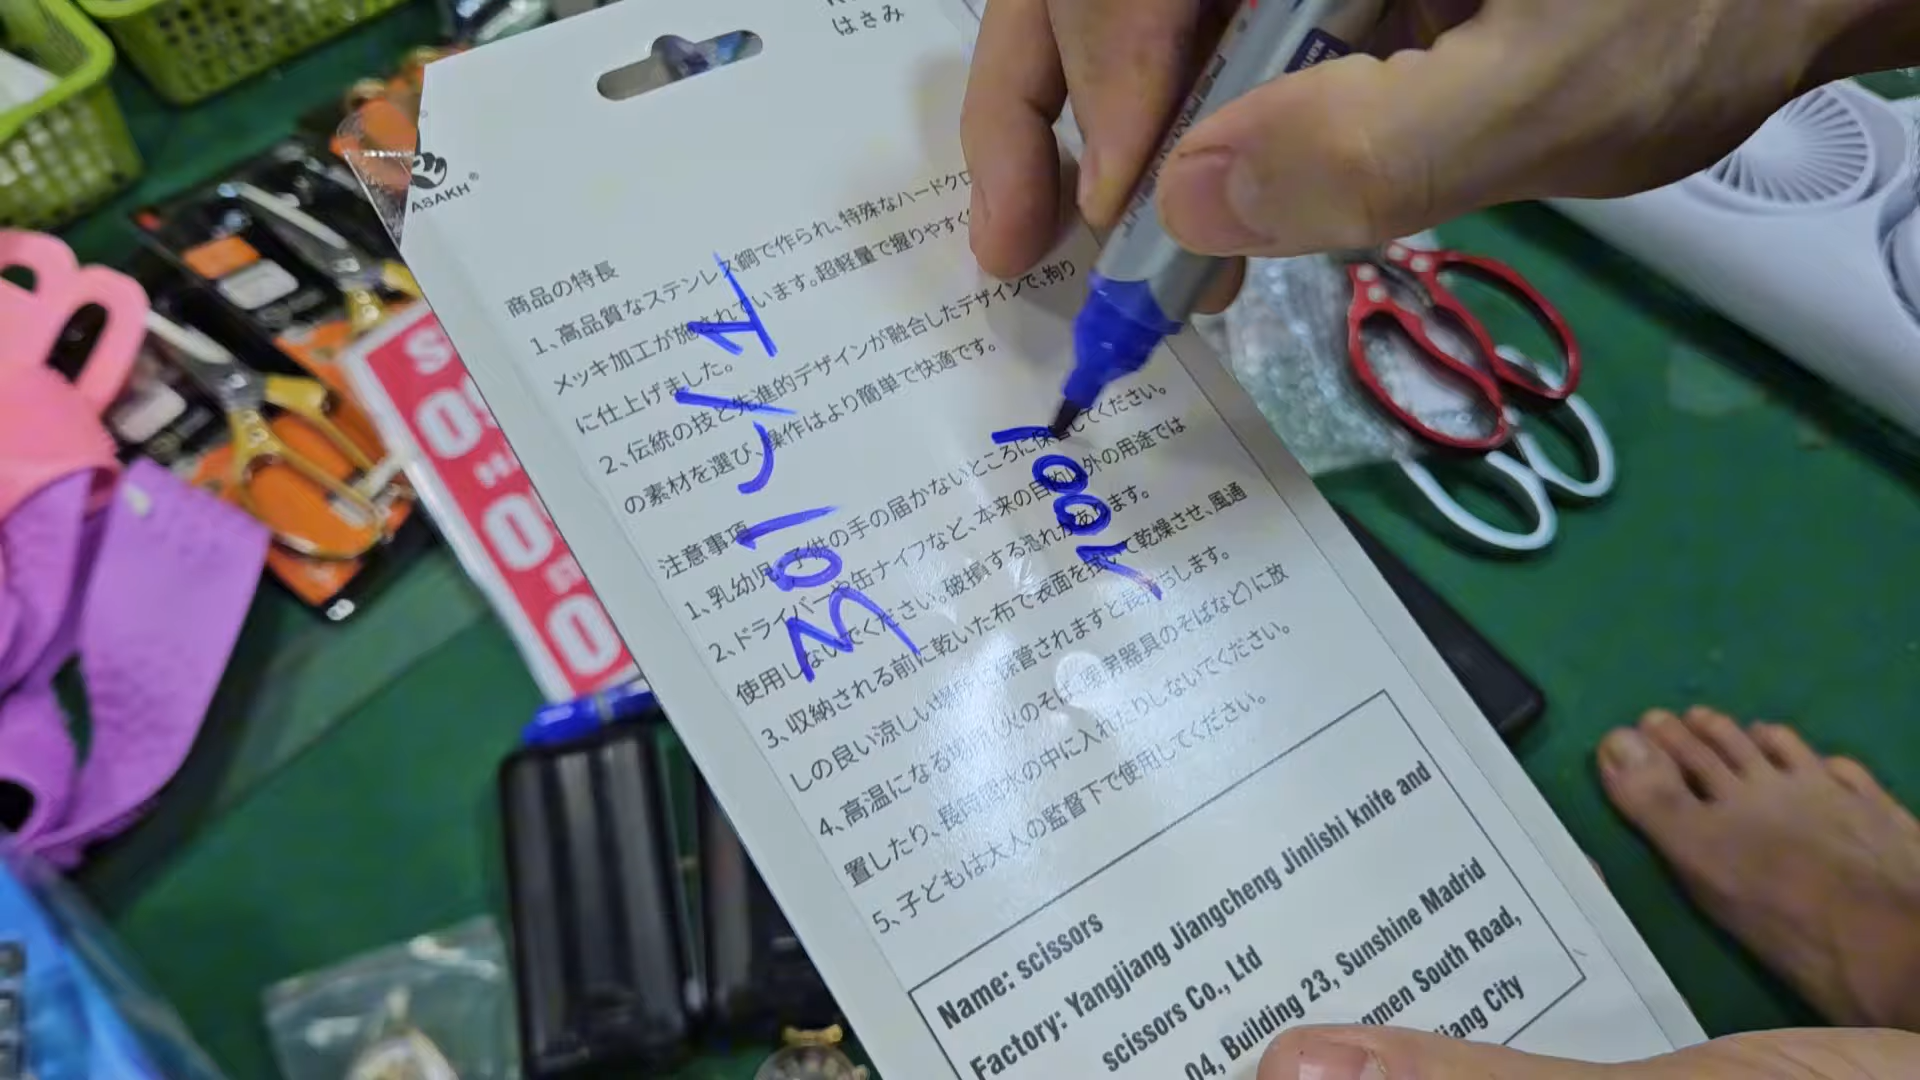 はさみ
ASAKH®
商品の特長
1、高品質なステンレス鋼で作られ、特殊なハードクロ
メッキ加工が施されています。超軽量で握りやすく
に仕上げました。
2、伝統の技と先進的デザインが融合したデザインで、拘り
の素材を選び、操作はより簡単で快適です。
注意事項
1、乳幼児、子供の手の届かないところに保管してください。
2、ドライバーや缶ナイフなど、本来の目的以外の用途では
使用しないでください。破損する恐れがあります。
3、収納される前に乾いた布で表面を拭いて乾燥させ、風通
しの良い涼しい場所で保管されますと長持ちします。
4、高温になる場所(火のそば、暖房器具のそばなど)に放
置したり、長時間水の中に入れたりしないでください。
5、子どもは大人の監督下で使用してください。
Name: scissors
Factory: Yangjiang Jiangcheng Jinlishi knife and
scissors Co., Ltd
04, Building 23, Sunshine Madrid
South Road,
City